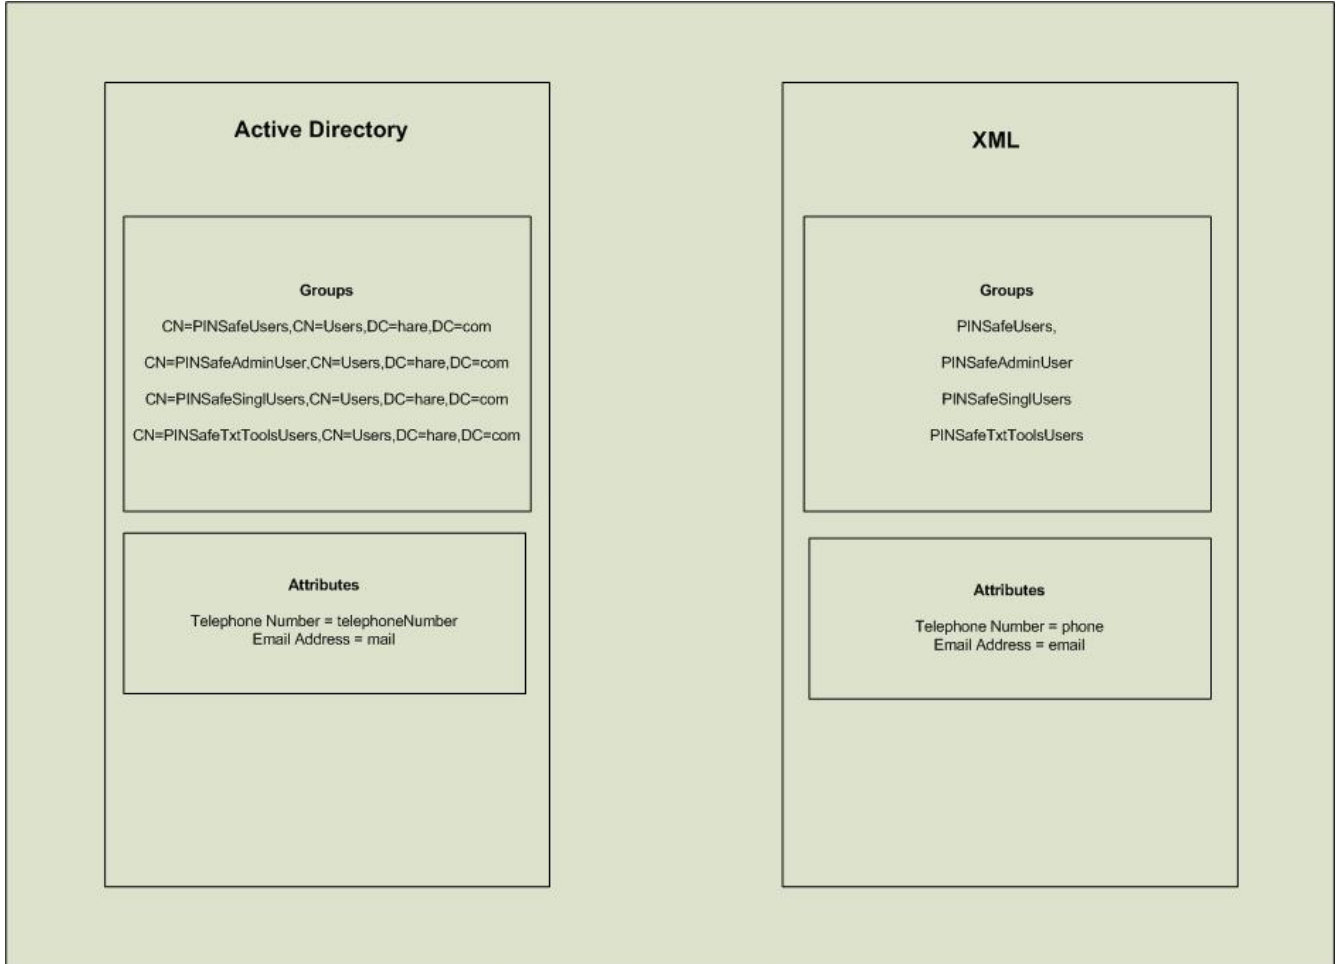 Active Directory
Groups
CN=PINSafeUsers,CN=Users,DC=hare,DC=com
CN=PINSafeAdminUser,CN=Users,DC=hare,DC=com
CN=PINSafeSinglUsers,CN=Users,DC=hare,DC=com
CN=PINSafeTxtToolsUsers,CN=Users,DC=hare,DC=com
Attributes
Telephone Number = telephoneNumber
Email Address = mail
XML
Groups
PINSafeUsers,
PINSafeAdminUser
PINSafeSinglUsers
PINSafeTxtToolsUsers
Attributes
Telephone Number = phone
Email Address = email